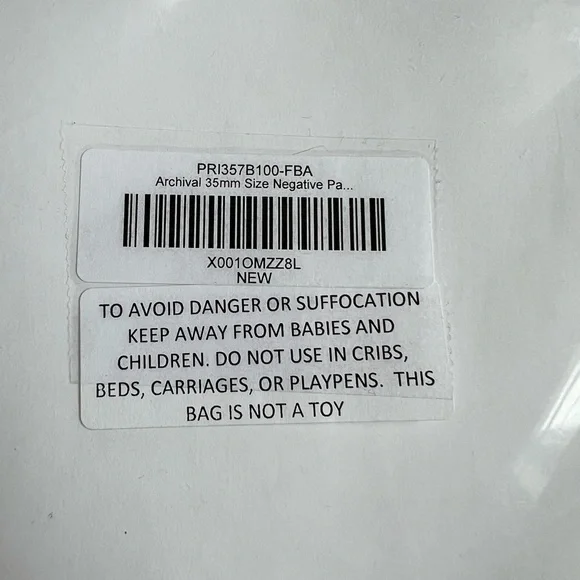 PRI357B100-FBA
Archival 35mm Size Negative Pa...
X001OMZZ8L
NEW
TO AVOID DANGER OR SUFFOCATION
KEEP AWAY FROM BABIES AND
CHILDREN. DO NOT USE IN CRIBS,
BEDS, CARRIAGES, OR PLAYPENS. THIS
BAG IS NOT A TOY